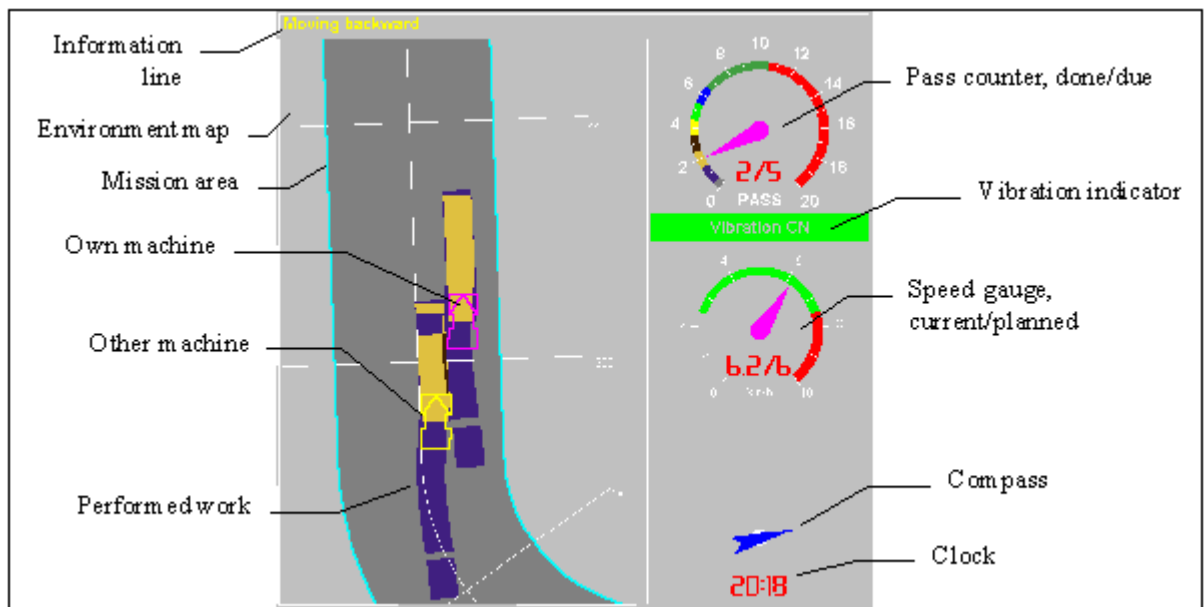 Information
line
Environment map
Mission area
Own machine
Other machine
Performed work
Moving backward
10
8
12
6
14
4
16
2
18
0
20
2/5
PASS
Vibration ON
4
6
6.2/6
0
km/h
10
20:18
Pass counter, done/due
Vibration indicator
Speed gauge,
current/planned
Compass
Clock